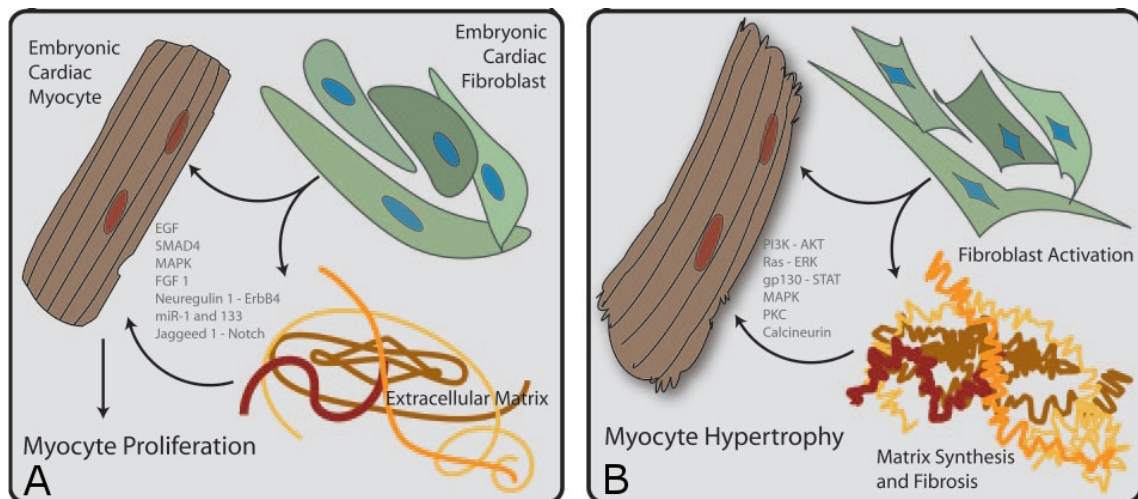 Embryonic
Cardiac
Myocyte
Embryonic
Cardiac
Fibroblast
EGF
SMAD4
MAPK
FGF 1
Neuregulin 1 - ErbB4
miR-1 and 133
Jaggeed 1 - Notch
Extracellular Matrix
Myocyte Proliferation
A
PI3K - AKT
Ras - ERK
gp130 - STAT
MAPK
PKC
Calcineurin
Fibroblast Activation
Myocyte Hypertrophy
Matrix Synthesis
and Fibrosis
B